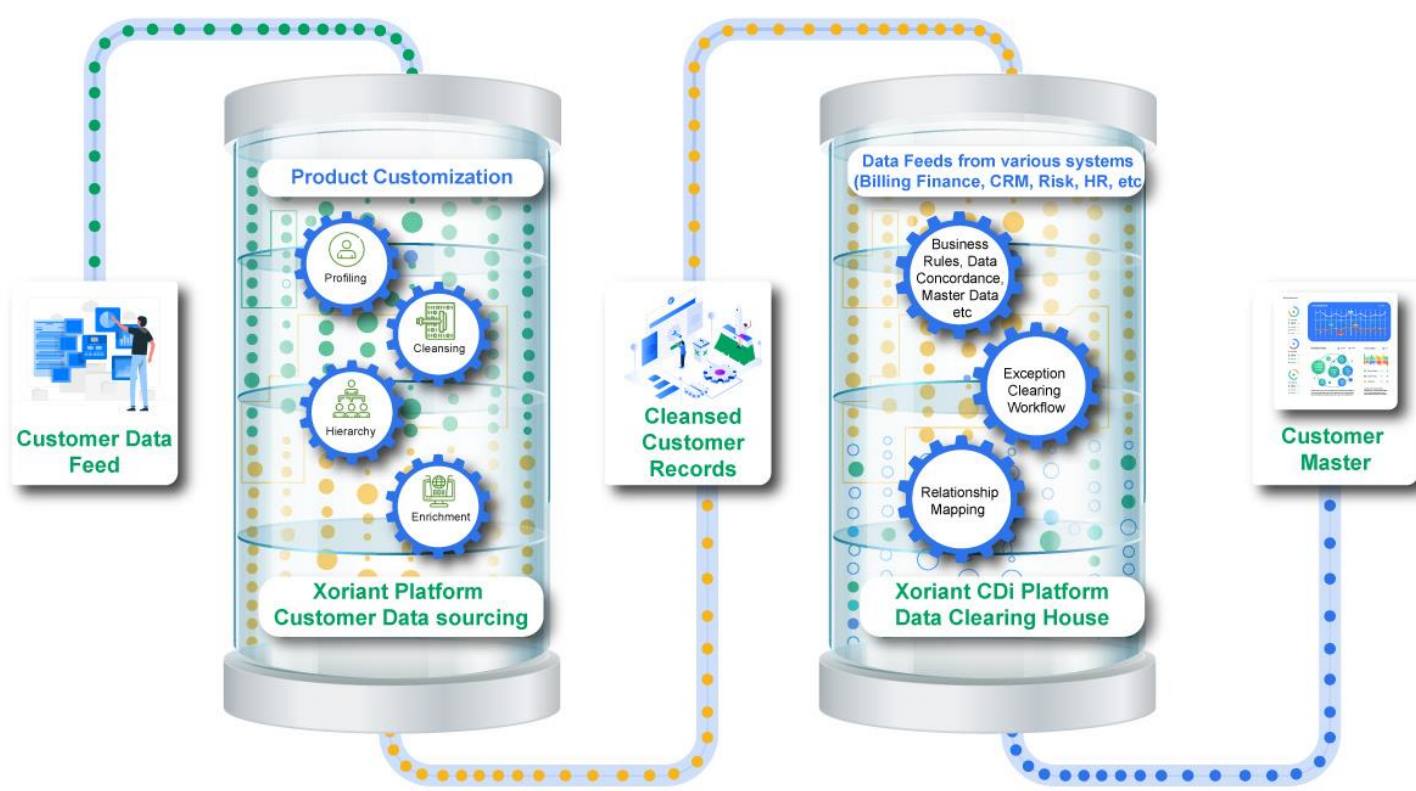 Customer Data
Feed
Product Customization
Profiling
Cleansing
Hierarchy
Enrichment
Xoriant Platform
Customer Data sourcing
Cleansed
Customer
Records
Data Feeds from various systems
(Billing Finance, CRM, Risk, HR, etc
Business
Rules, Data
Concordance,
Master Data
etc
Exception
Clearing
Workflow
Relationship
Mapping
Xoriant CDi Platform
Data Clearing House
Customer
Master